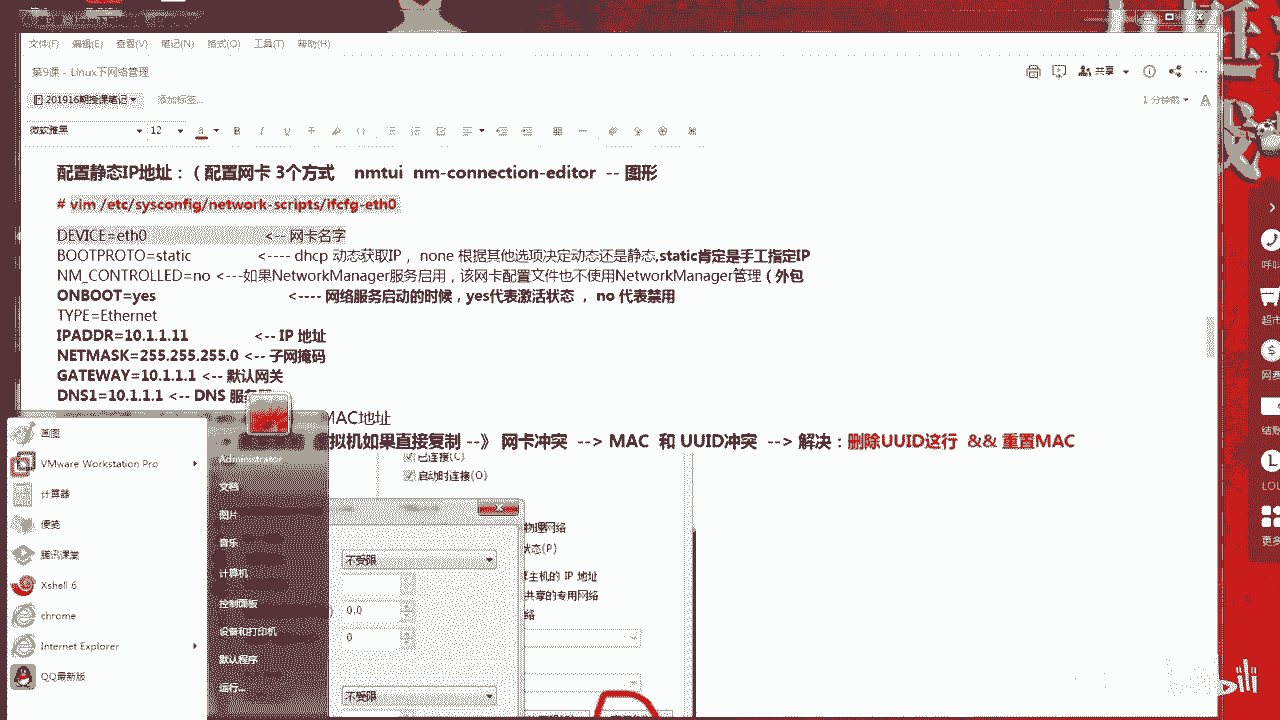 文件(F) 编辑(E) 查看(V) 笔记(N) 格式(O) 工具(T) 帮助(H)
第9课 - Linux下网络管理
共享
201916期授课笔记 添加标签...
1 分钟前
微软雅黑 12
配置静态IP地址：（ 配置网卡 3个方式 nmtui nm-connection-editor -- 图形
# vim /etc/sysconfig/network-scripts/ifcfg-eth0
DEVICE=eth0 <-- 网卡名字
BOOTPROTO=static <---- dhcp 动态获取IP ， none 根据其他选项决定动态还是静态,static肯定是手工指定IP
NM_CONTROLLED=no <---如果NetworkManager服务启用，该网卡配置文件也不使用NetworkManager管理（外包
ONBOOT=yes <---- 网络服务启动的时候，yes代表激活状态 ， no 代表禁用
TYPE=Ethernet
IPADDR=10.1.1.11 <-- IP 地址
NETMASK=255.255.255.0 <-- 子网掩码
GATEWAY=10.1.1.1 <-- 默认网关
DNS1=10.1.1.1 <-- DNS 服
MAC地址
虚拟机如果直接复制 --》 网卡冲突 --> MAC 和 UUID冲突 --> 解决：删除UUID这行 && 重置MAC
已连接(C)
启动时连接(O)
物理网络
状态(P)
主机的 IP 地址
共享的专用网络
络
不受限
0.0
0
不受限
画图
VMware Workstation Pro
计算器
便笺
腾讯课堂
Xshell 6
chrome
Internet Explorer
QQ最新版
Administrator
文档
图片
音乐
计算机
控制面板
设备和打印机
默认程序
运行...
超市
更多